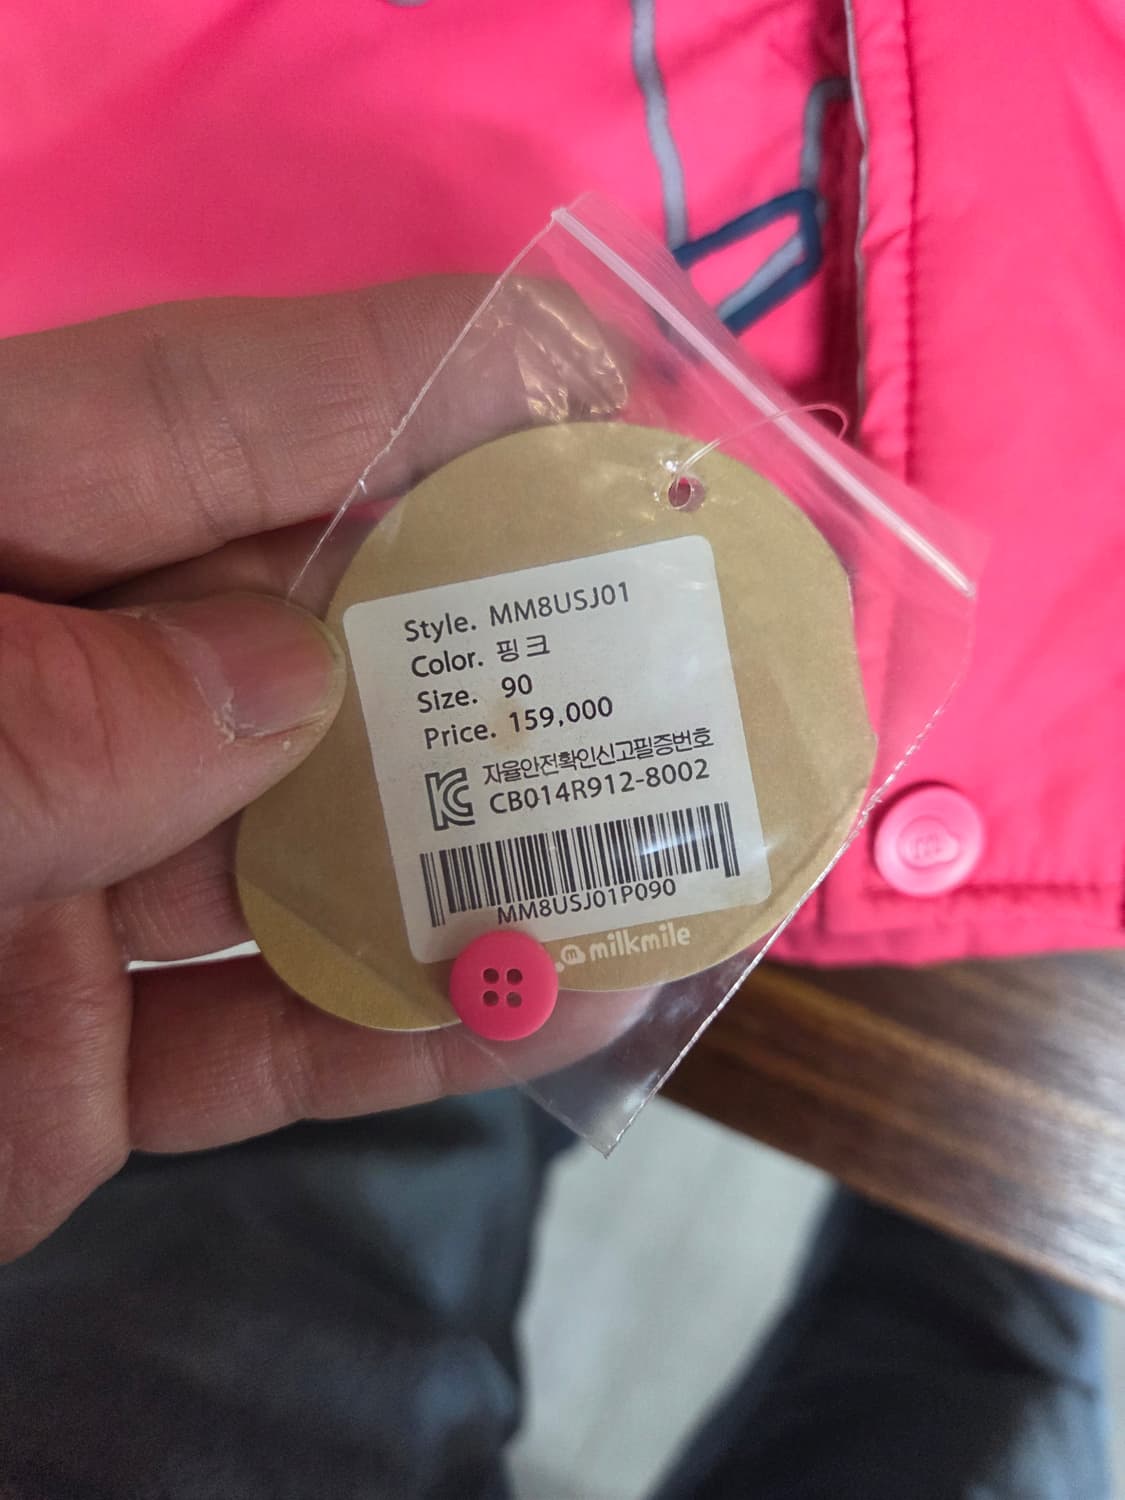 Style. MM8USJ01
Color. 핑크
Size. 90
Price. 159,000
자율안전확인신고필증번호
CB014R912-8002
MM8USJ01P090
milkmile